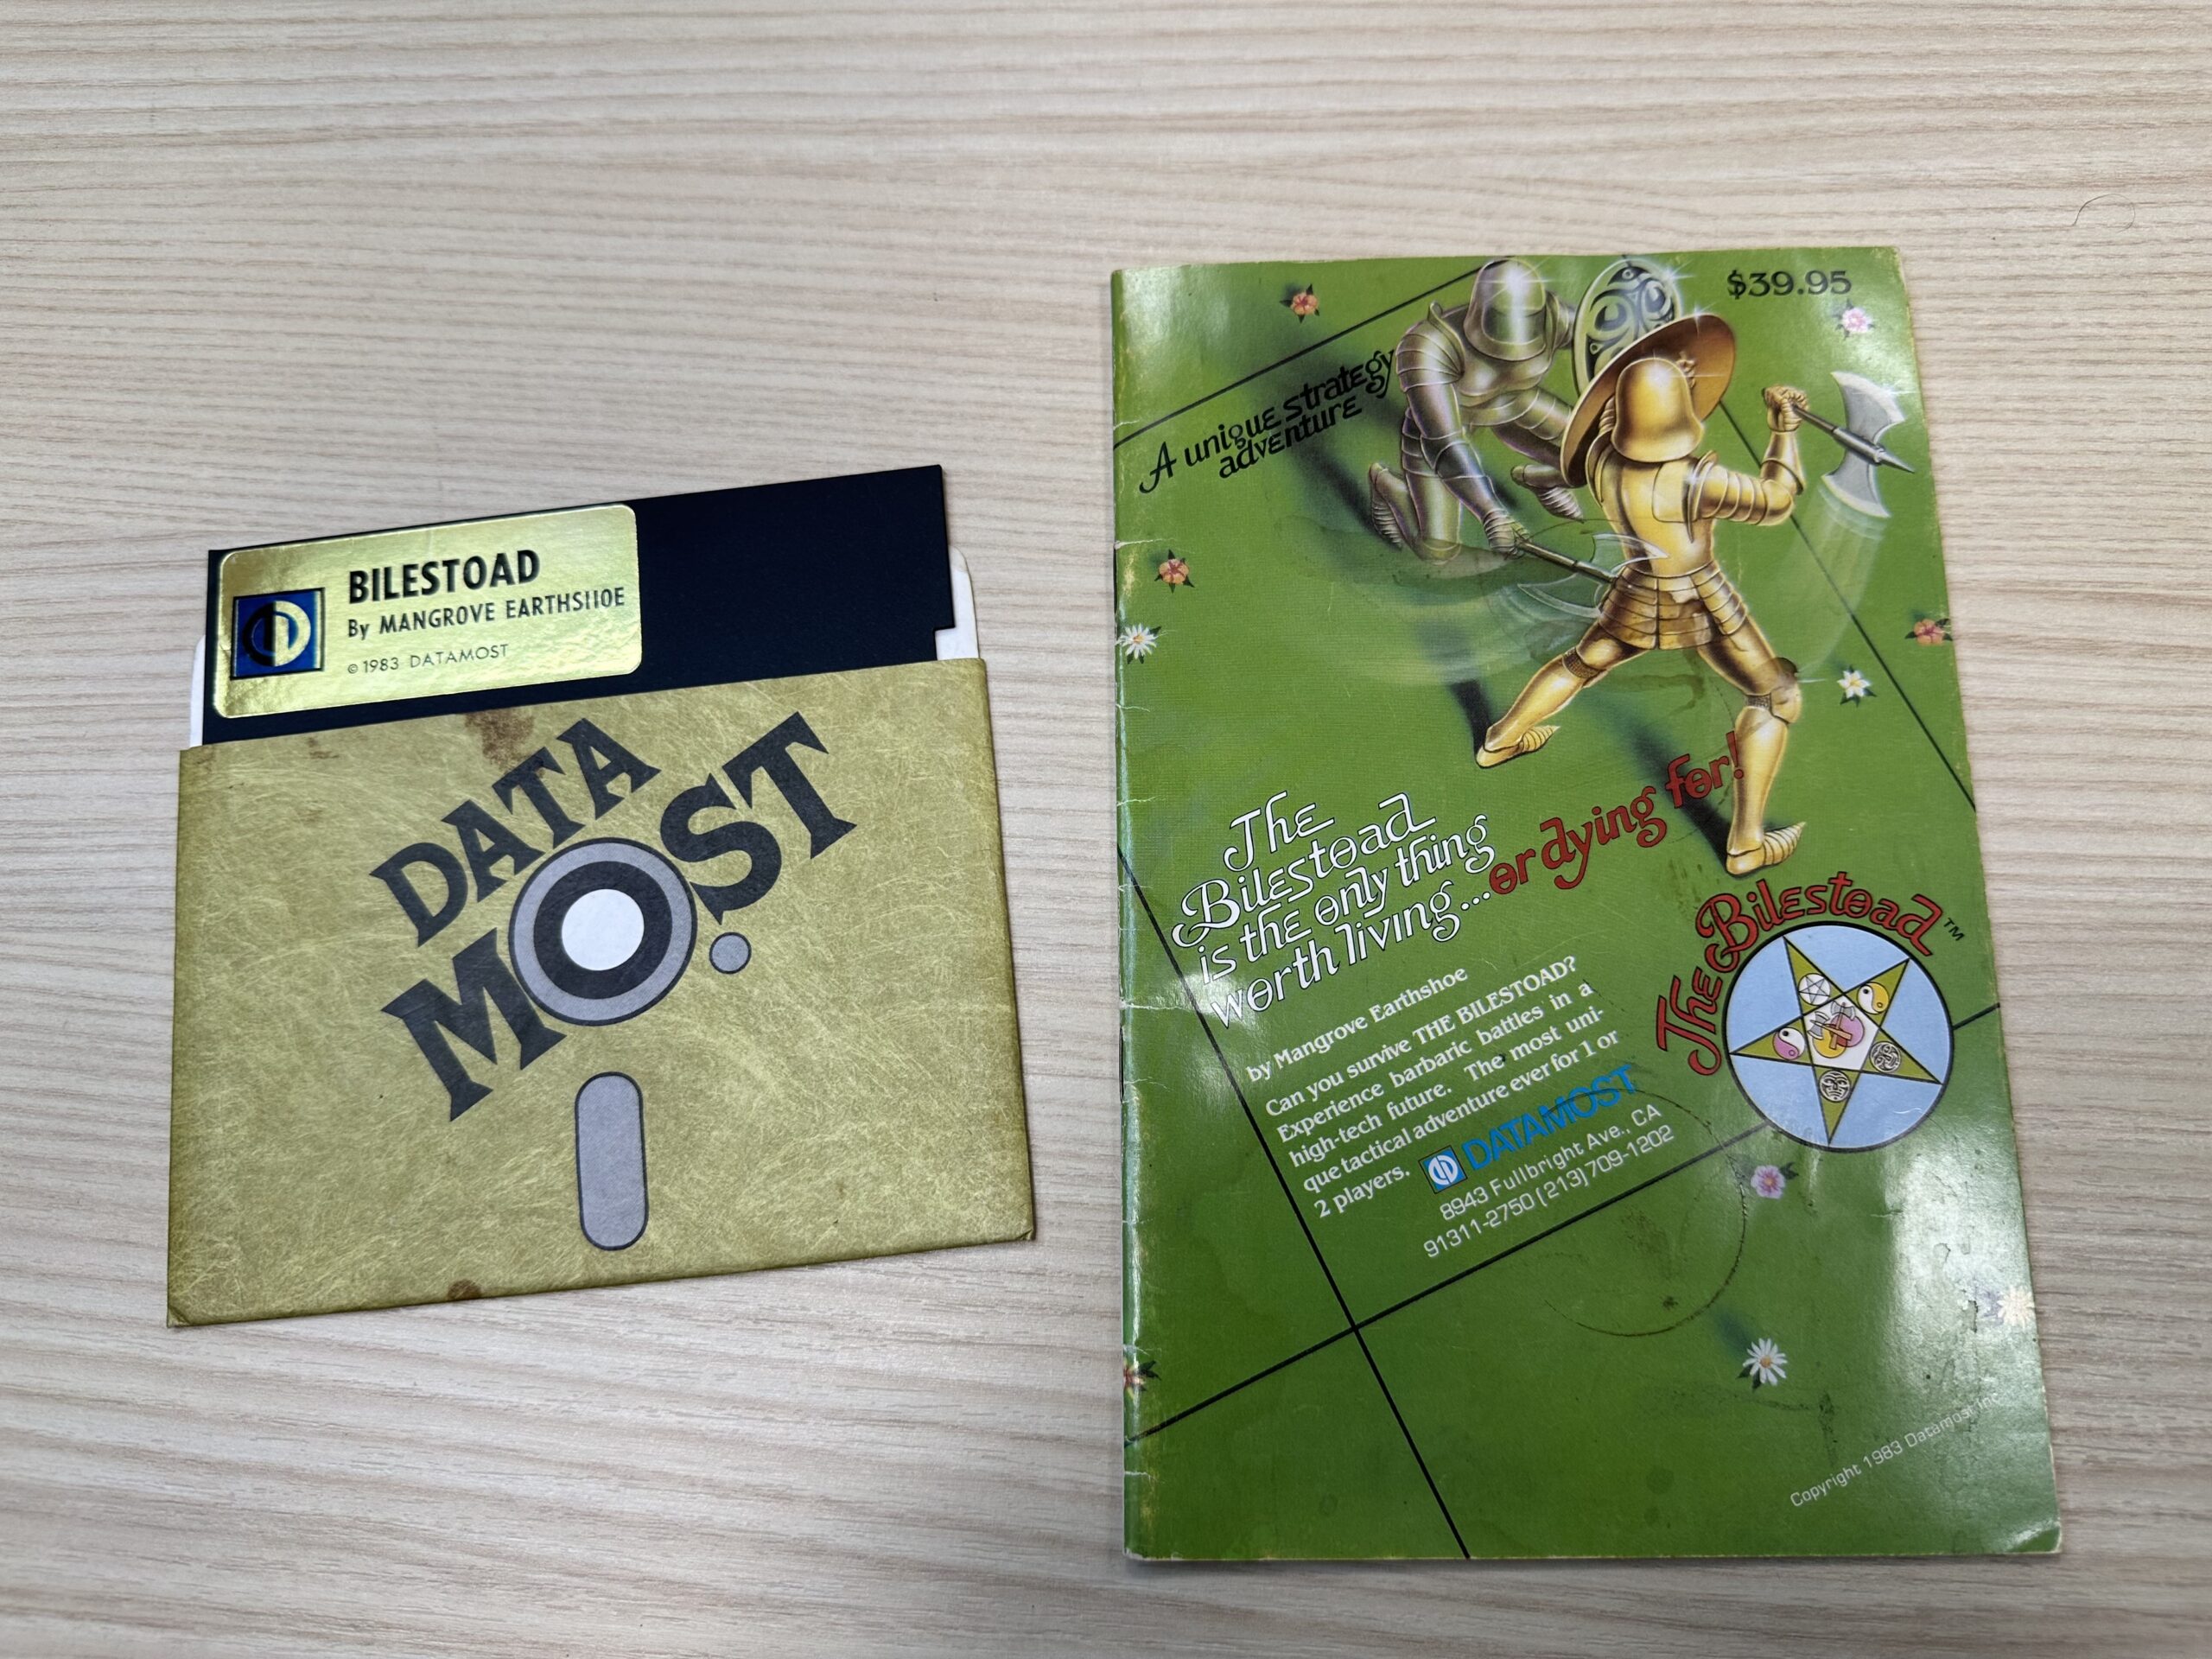 BILESTOAD
By MANGROVE EARTHSHOE
© 1983 DATAMOST
DATA
MOST
$39.95
A unique strategy
adventure
The
Bilestoad
is the only thing
worth living...or dying for!
by Mangrove Earthshoe
Can you survive THE BILESTOAD?
Experience barbaric battles in a
high-tech future. The most uni-
que tactical adventure ever for 1 or
2 players.
DATAMOST
8943 Fullbright Ave., CA
91311-2750 (213) 709-1202
The Bilestoad™
Copyright 1983 Datamost Inc.